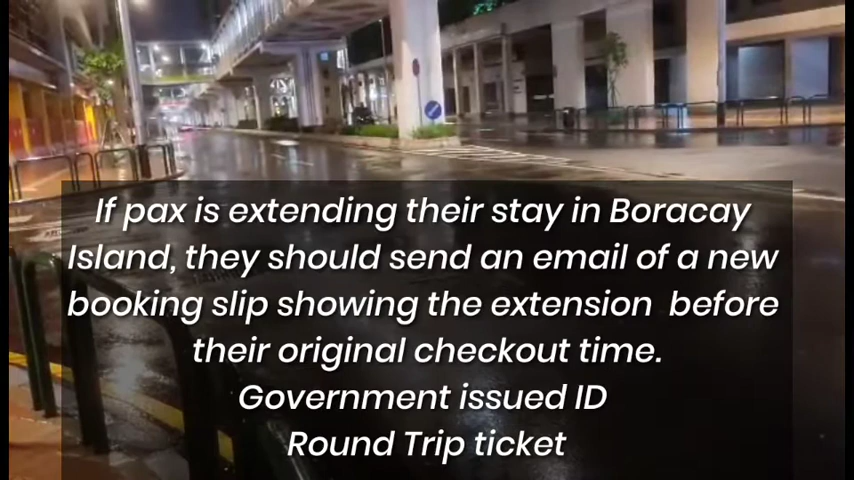 If pax is extending their stay in Boracay
Island, they should send an email of a new
booking slip showing the extension before
their original checkout time.
Government issued ID
Round Trip ticket